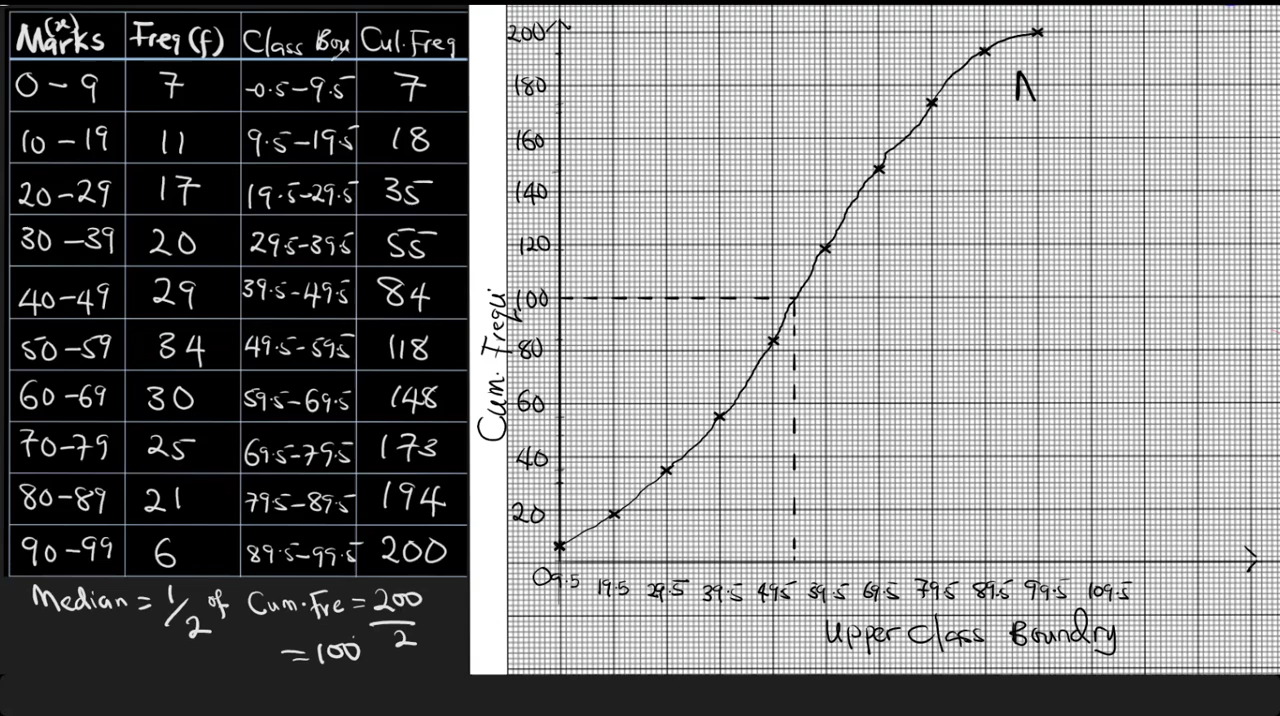 Marks (x) Freq (f) Class Bou Cul.Freq
0 - 9 7 -0.5-9.5 7
10 - 19 11 9.5-19.5 18
20-29 17 19.5-29.5 35
30 - 39 20 29.5-39.5 55
40-49 29 39.5-49.5 84
50-59 34 49.5-59.5 118
60-69 30 59.5-69.5 148
70-79 25 69.5-79.5 173
80-89 21 79.5-89.5 194
90-99 6 89.5-99.5 200
Median = 1/2 of Cum.Fre = 200/2
= 100
200
180
160
140
120
100
80
60
40
20
Cum. Frequ
0 9.5 19.5 29.5 39.5 49.5 59.5 69.5 79.5 89.5 99.5 109.5
Upper Class Boundry